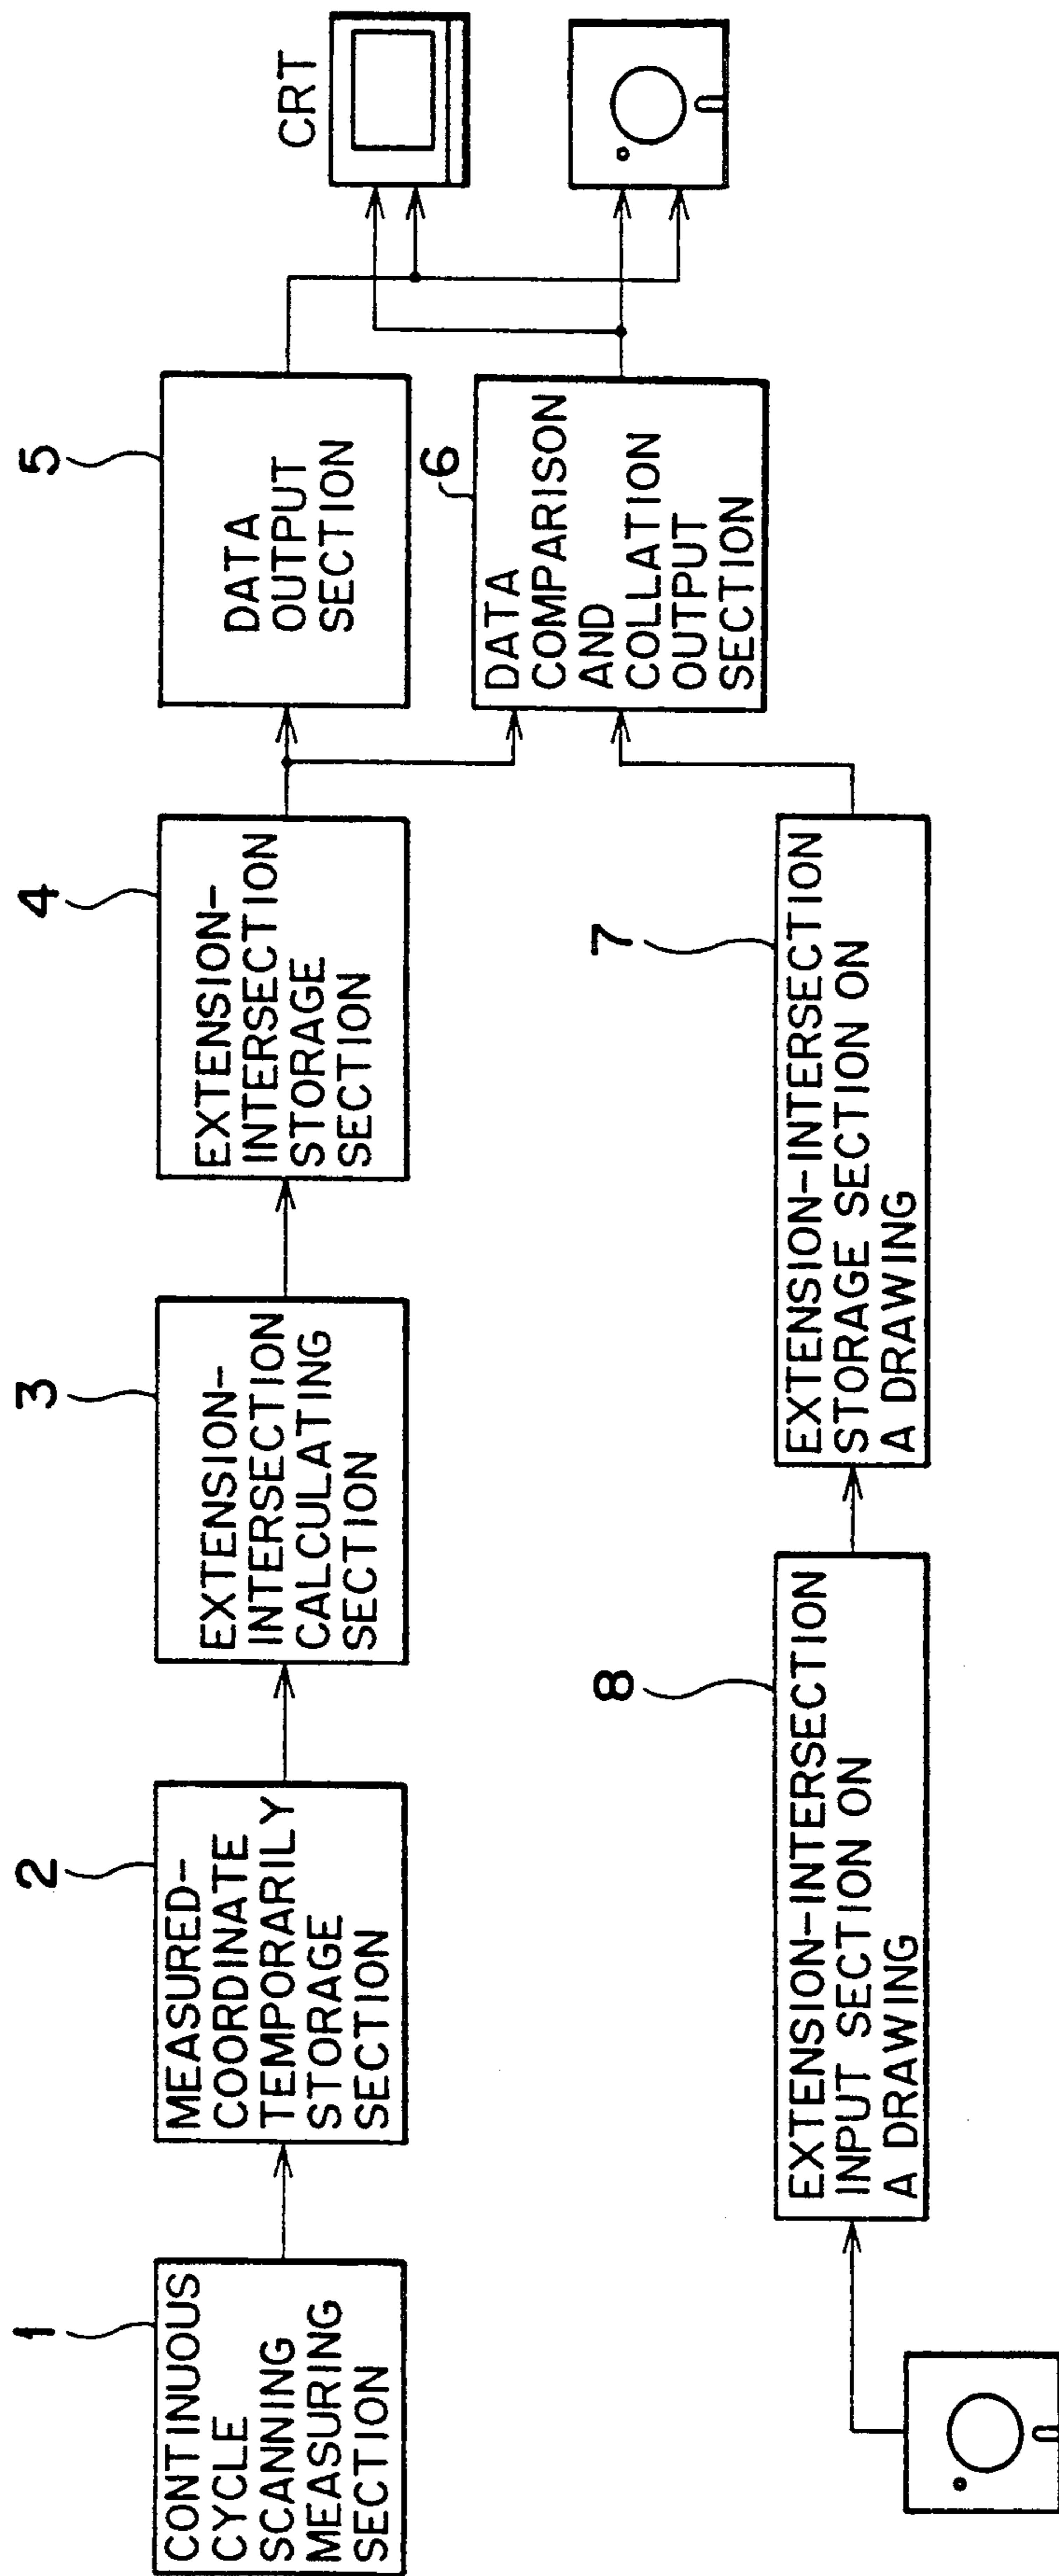 1
CONTINUOUS
CYCLE
SCANNING
MEASURING
SECTION
2
MEASURED-
COORDINATE
TEMPORARILY
STORAGE
SECTION
3
EXTENSION-
INTERSECTION
CALCULATING
SECTION
4
EXTENSION-
INTERSECTION
STORAGE
SECTION
5
DATA
OUTPUT
SECTION
CRT
6
DATA
COMPARISON
AND
COLLATION
OUTPUT
SECTION
8
EXTENSION-INTERSECTION
INPUT SECTION ON
A DRAWING
7
EXTENSION-INTERSECTION
STORAGE SECTION ON
A DRAWING